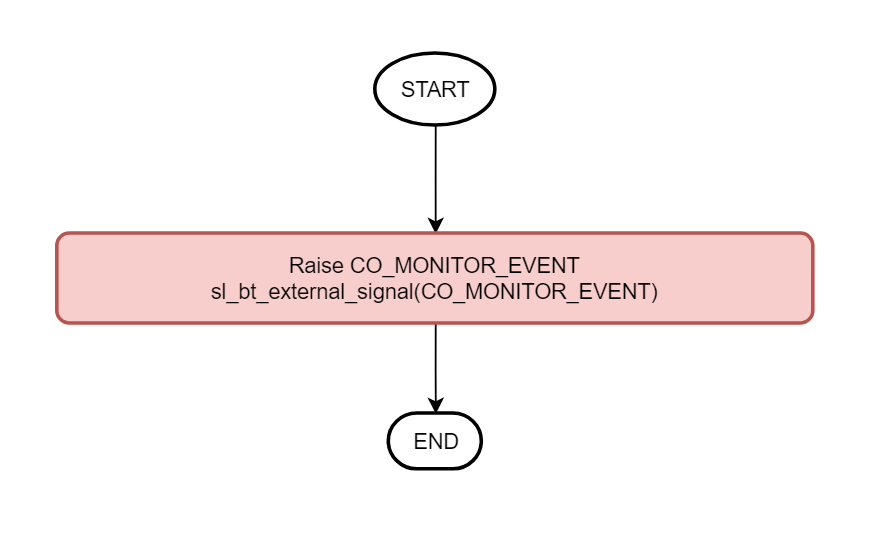 START
Raise CO_MONITOR_EVENT
sl_bt_external_signal(CO_MONITOR_EVENT)
END